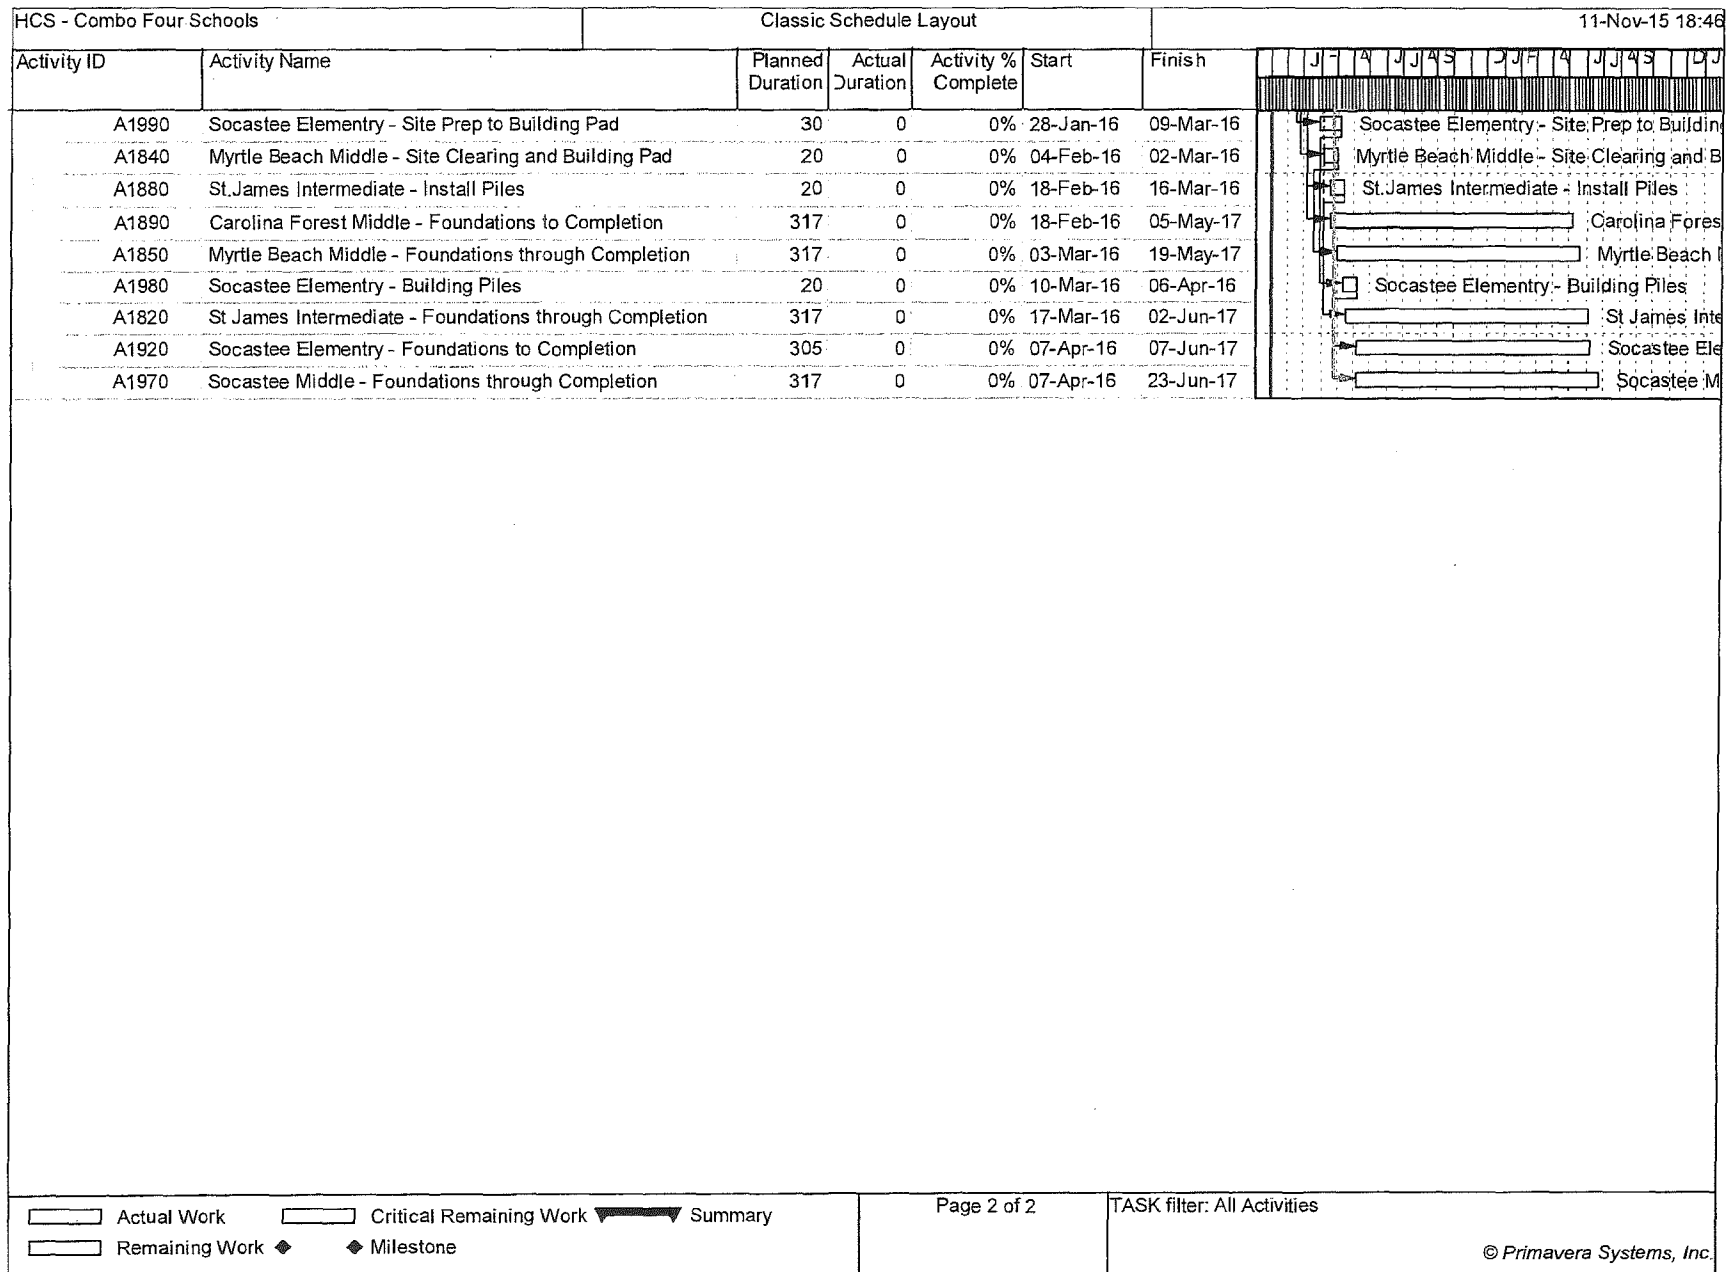 HCS - Combo Four Schools Classic Schedule Layout 11-Nov-15 18:46
Activity ID Activity Name Planned Duration Actual Duration Activity % Complete Start Finish
A1990 Socastee Elementry - Site Prep to Building Pad 30 0 0% 28-Jan-16 09-Mar-16 Socastee Elementry - Site Prep to Building
A1840 Myrtle Beach Middle - Site Clearing and Building Pad 20 0 0% 04-Feb-16 02-Mar-16 Myrtle Beach Middle - Site Clearing and B
A1880 St.James Intermediate - Install Piles 20 0 0% 18-Feb-16 16-Mar-16 St.James Intermediate - Install Piles
A1890 Carolina Forest Middle - Foundations to Completion 317 0 0% 18-Feb-16 05-May-17 Carolina Fores
A1850 Myrtle Beach Middle - Foundations through Completion 317 0 0% 03-Mar-16 19-May-17 Myrtle Beach
A1980 Socastee Elementry - Building Piles 20 0 0% 10-Mar-16 06-Apr-16 Socastee Elementry - Building Piles
A1820 St James Intermediate - Foundations through Completion 317 0 0% 17-Mar-16 02-Jun-17 St James Inte
A1920 Socastee Elementry - Foundations to Completion 305 0 0% 07-Apr-16 07-Jun-17 Socastee Ele
A1970 Socastee Middle - Foundations through Completion 317 0 0% 07-Apr-16 23-Jun-17 Socastee M
Actual Work Critical Remaining Work Summary Page 2 of 2 TASK filter: All Activities
Remaining Work Milestone
© Primavera Systems, Inc.